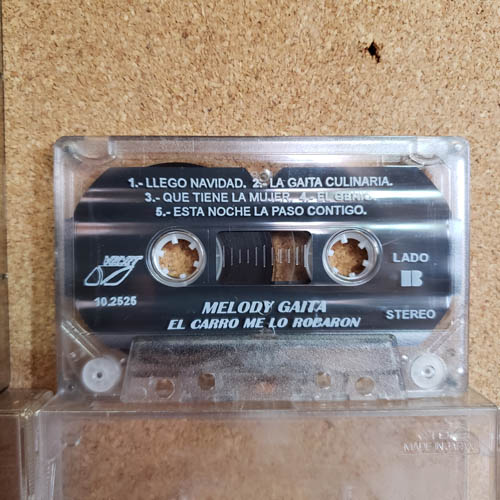 1.- LLEGO NAVIDAD. 2.- LA GAITA CULINARIA.
3.- QUE TIENE LA MUJER. 4.- EL GENIO.
5.- ESTA NOCHE LA PASO CONTIGO.
LADO
B
10.2525
MELODY GAITA
EL CARRO ME LO ROBARON
STEREO
MADE IN